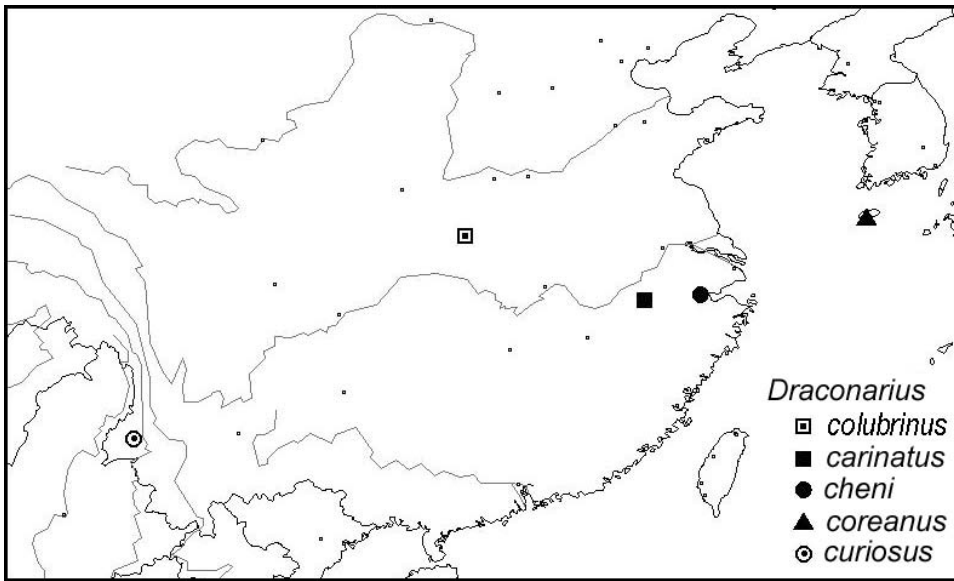 Draconarius
colubrinus
carinatus
cheni
coreanus
curiosus